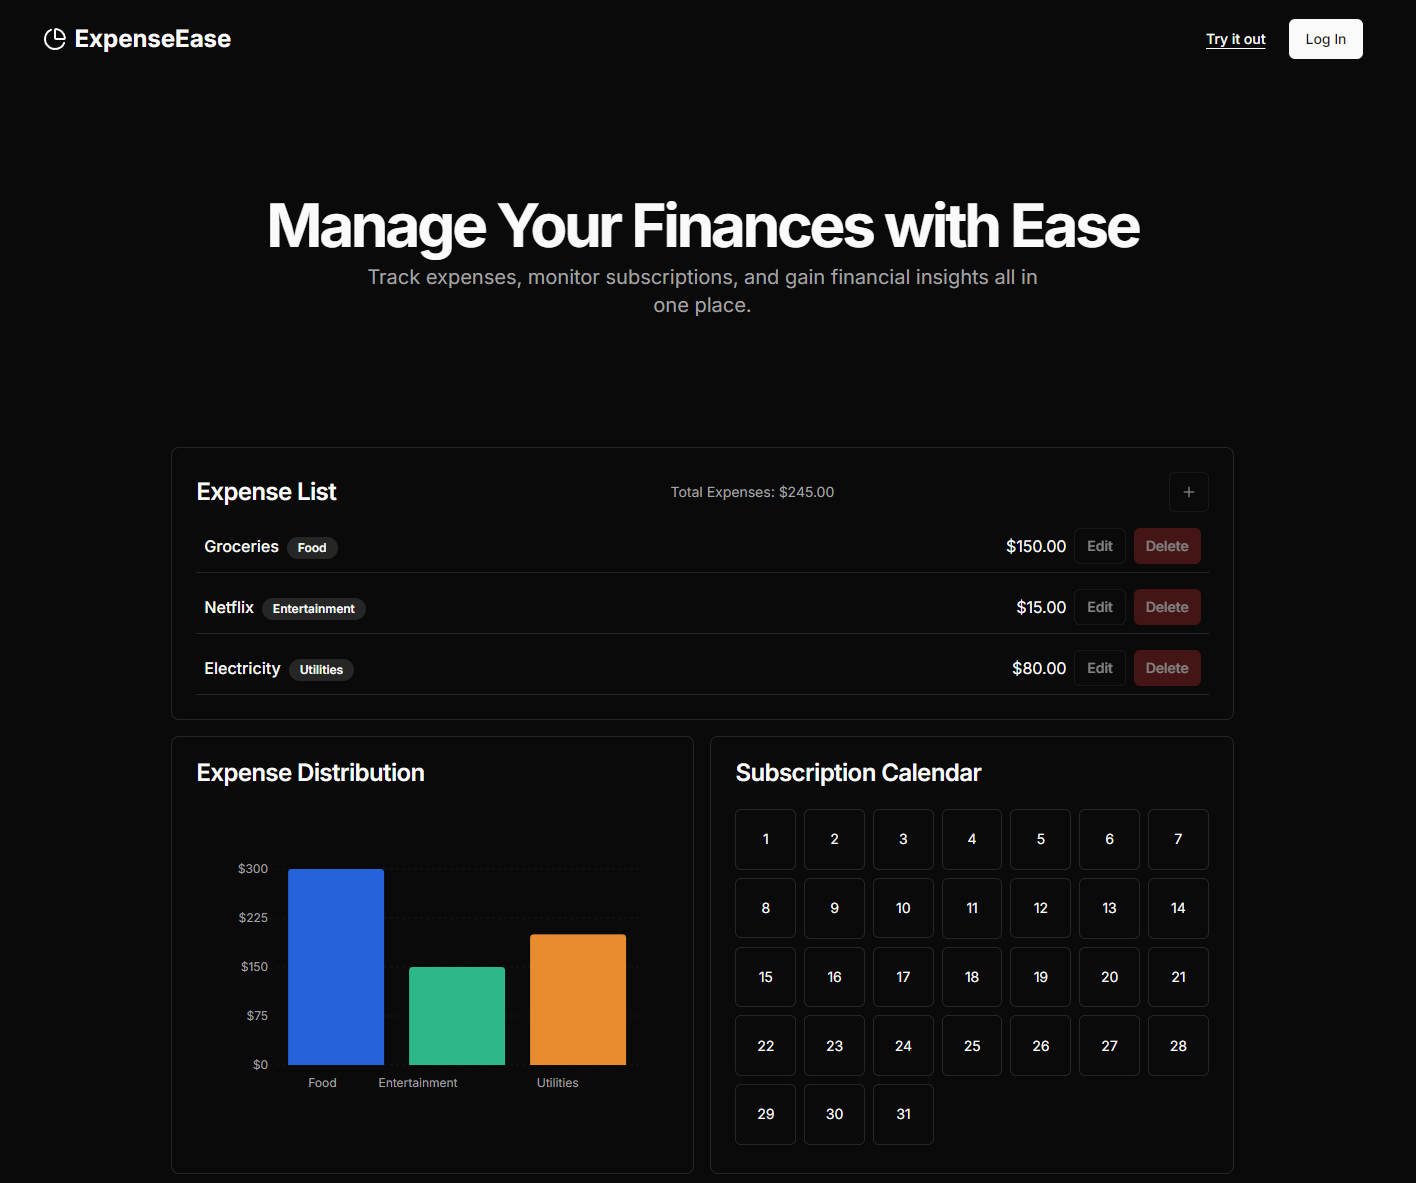 ExpenseEase
Try it out
Log In
Manage Your Finances with Ease
Track expenses, monitor subscriptions, and gain financial insights all in
one place.
Expense List
Total Expenses: $245.00
+
Groceries Food $150.00 Edit Delete
Netflix Entertainment $15.00 Edit Delete
Electricity Utilities $80.00 Edit Delete
Expense Distribution
$300
$225
$150
$75
$0
Food Entertainment Utilities
Subscription Calendar
1 2 3 4 5 6 7
8 9 10 11 12 13 14
15 16 17 18 19 20 21
22 23 24 25 26 27 28
29 30 31